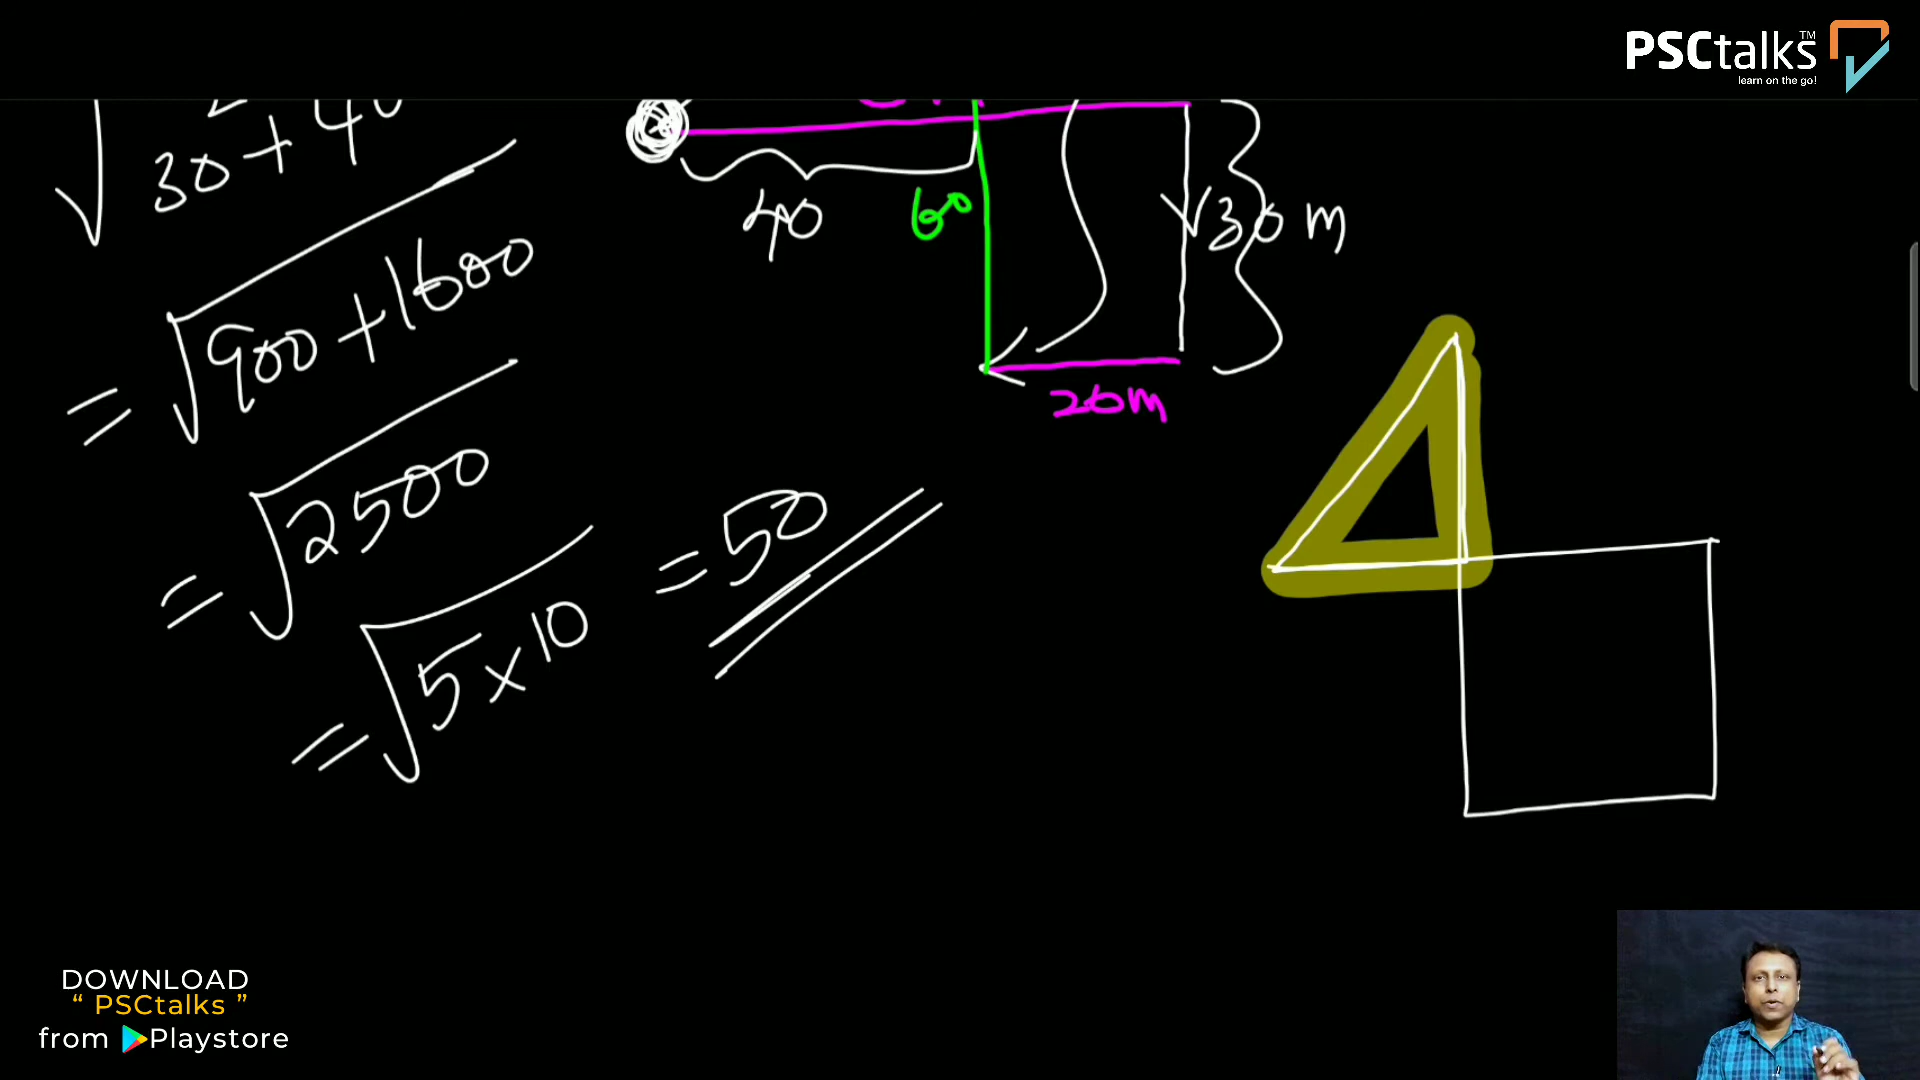 PSCtalks™
learn on the go!
30 + 40
40
60
30 m
= √900 + 1600
20m
= √2500
= √5 × 10
= 50
DOWNLOAD
“ PSCtalks ”
from Playstore